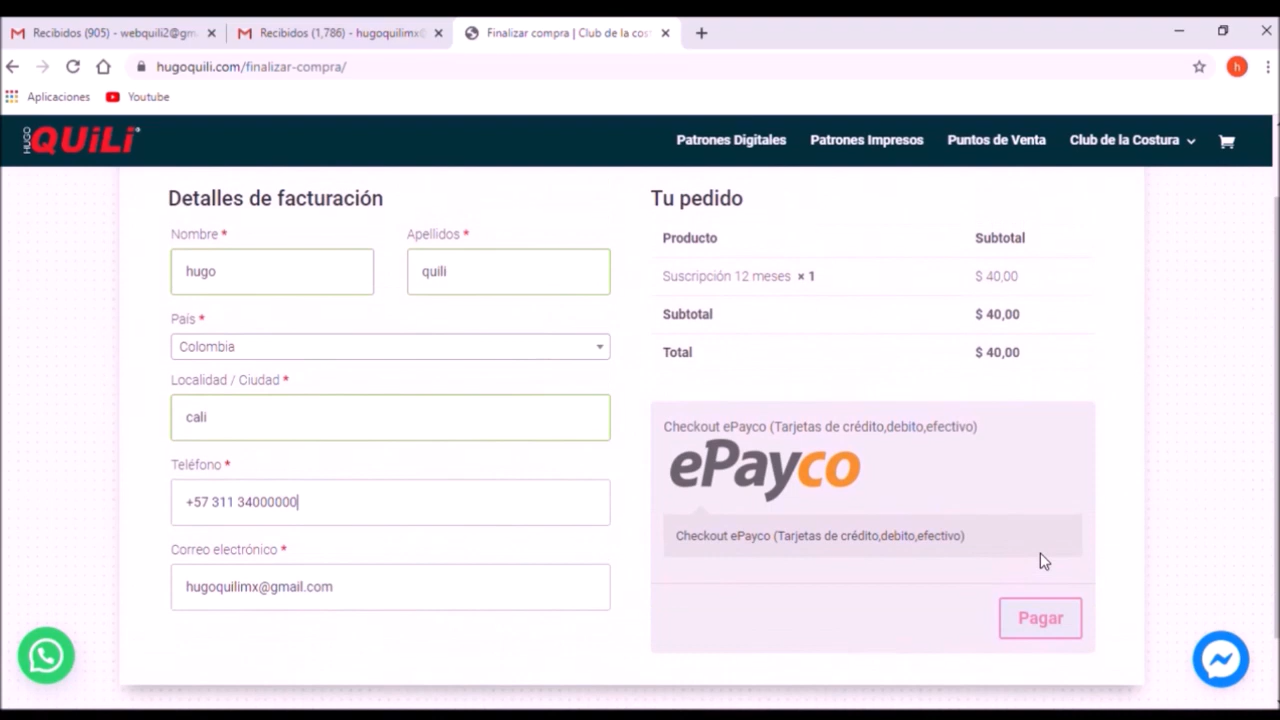 Recibidos (905) - webquili2@gm
Recibidos (1,786) - hugoquilimx@
Finalizar compra | Club de la cos
hugoquili.com/finalizar-compra/
h
Aplicaciones
Youtube
HUGO QUiLi
Patrones Digitales
Patrones Impresos
Puntos de Venta
Club de la Costura
Detalles de facturación
Nombre *
Apellidos *
hugo
quili
País *
Colombia
Localidad / Ciudad *
cali
Teléfono *
+57 311 34000000
Correo electrónico *
hugoquilimx@gmail.com
Tu pedido
Producto
Subtotal
Suscripción 12 meses × 1
$ 40,00
Subtotal
$ 40,00
Total
$ 40,00
Checkout ePayco (Tarjetas de crédito,debito,efectivo)
ePayco
Checkout ePayco (Tarjetas de crédito,debito,efectivo)
Pagar